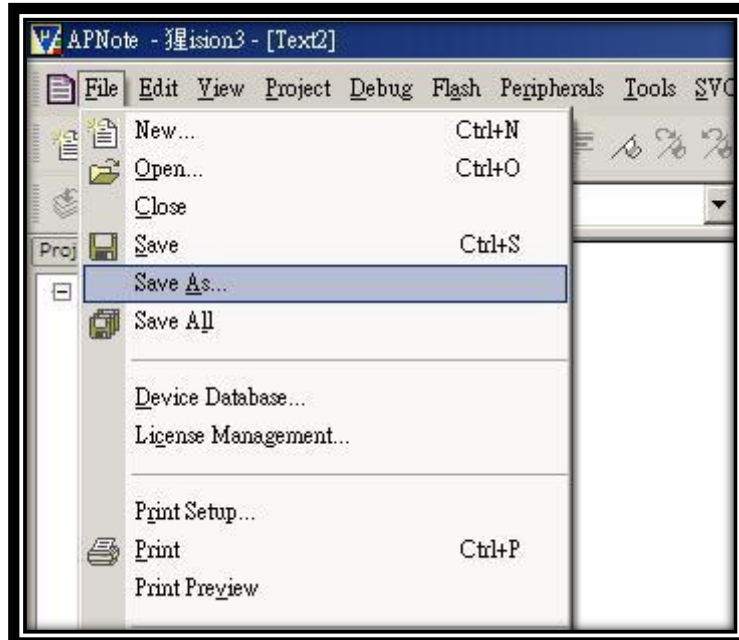 APNote - 猩ision3 - [Text2]
File Edit View Project Debug Flash Peripherals Tools
New... Ctrl+N
Open... Ctrl+O
Close
Proj
Save Ctrl+S
Save As...
Save All
Device Database...
License Management...
Print Setup...
Print Ctrl+P
Print Preview